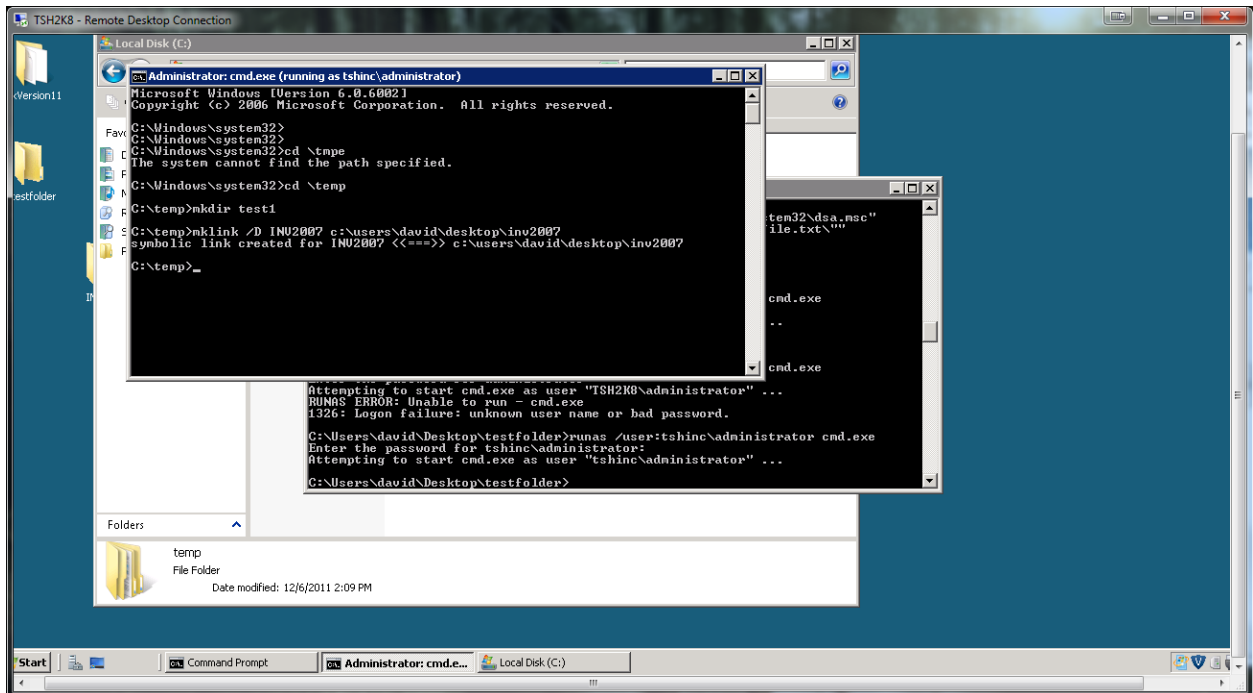 TSH2K8 - Remote Desktop Connection
Local Disk (C:)
Administrator: cmd.exe (running as tshinc\administrator)
Microsoft Windows [Version 6.0.6002]
Copyright (c) 2006 Microsoft Corporation.  All rights reserved.
C:\Windows\system32>
C:\Windows\system32>
C:\Windows\system32>cd \tmpe
The system cannot find the path specified.
C:\Windows\system32>cd \temp
C:\temp>mkdir test1
C:\temp>mklink /D INV2007 c:\users\david\desktop\inv2007
symbolic link created for INV2007 <<===>> c:\users\david\desktop\inv2007
C:\temp>_
xVersion11
testfolder
Favo
tem32\dsa.msc"
ile.txt\""
cmd.exe
..
cmd.exe
Attempting to start cmd.exe as user "TSH2K8\administrator" ...
RUNAS ERROR: Unable to run - cmd.exe
1326: Logon failure: unknown user name or bad password.
C:\Users\david\Desktop\testfolder>runas /user:tshinc\administrator cmd.exe
Enter the password for tshinc\administrator:
Attempting to start cmd.exe as user "tshinc\administrator" ...
C:\Users\david\Desktop\testfolder>
Folders
temp
File Folder
Date modified: 12/6/2011 2:09 PM
Start
Command Prompt
Administrator: cmd.e...
Local Disk (C:)